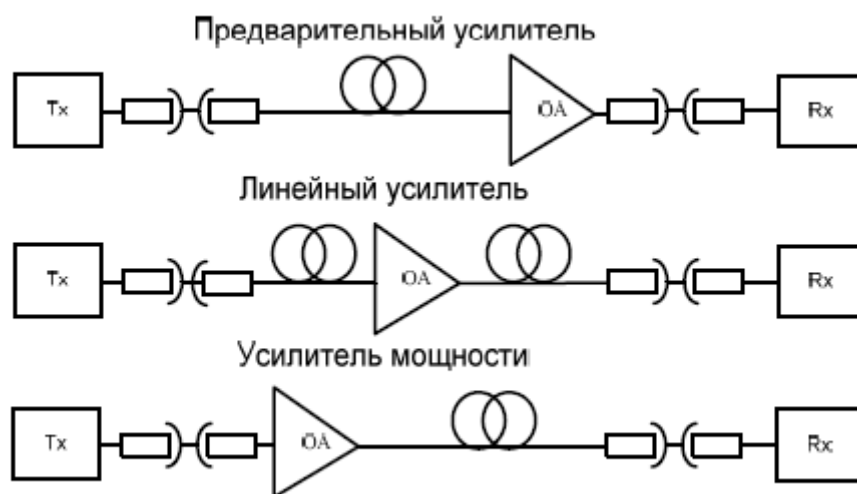 Предварительный усилитель
Tx OA Rx
Линейный усилитель
Tx OA Rx
Усилитель мощности
Tx OA Rx